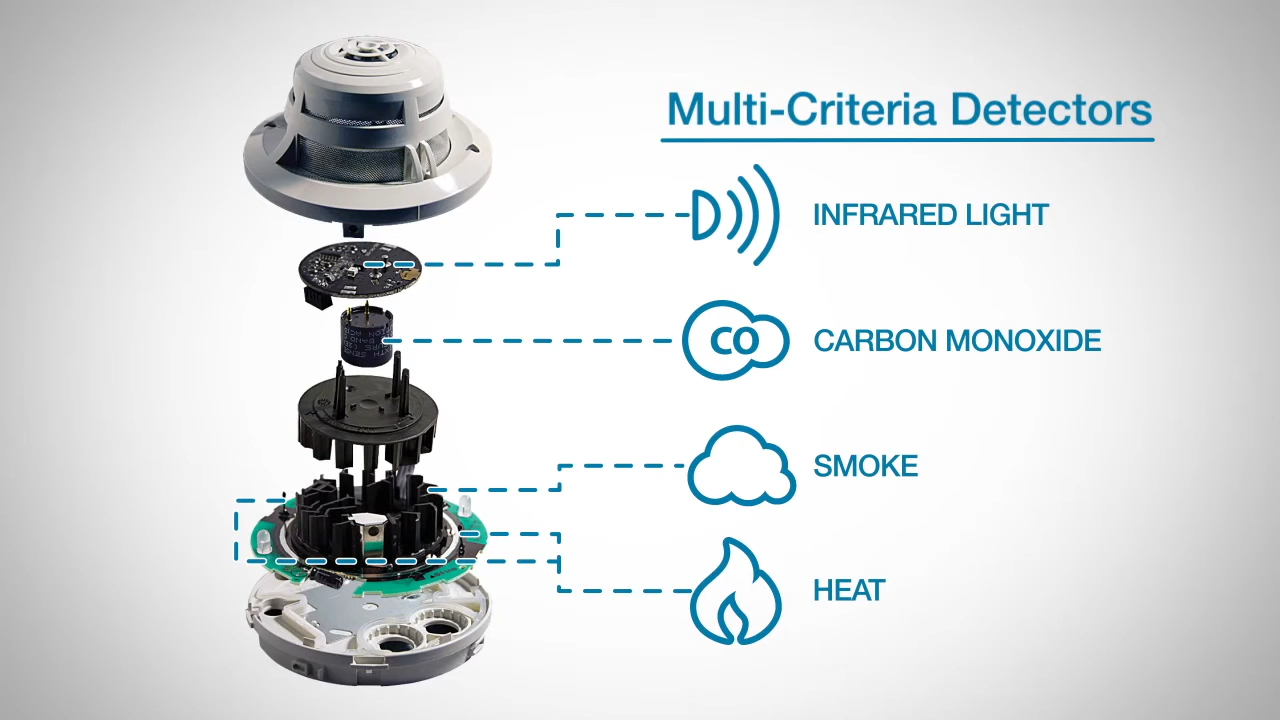 Multi-Criteria Detectors
INFRARED LIGHT
CO
CARBON MONOXIDE
SMOKE
HEAT